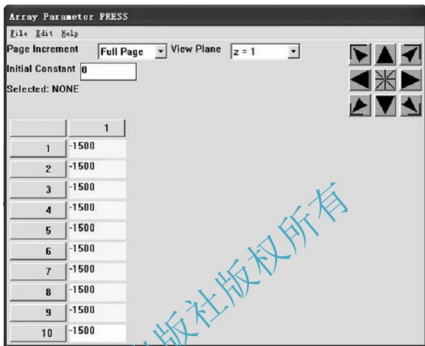 Array Parameter PRESS
File Edit Help
Page Increment Full Page View Plane z = 1
Initial Constant 0
Selected: NONE
1
1 -1500
2 -1500
3 -1500
4 -1500
5 -1500
6 -1500
7 -1500
8 -1500
9 -1500
10 -1500
版社版权所有